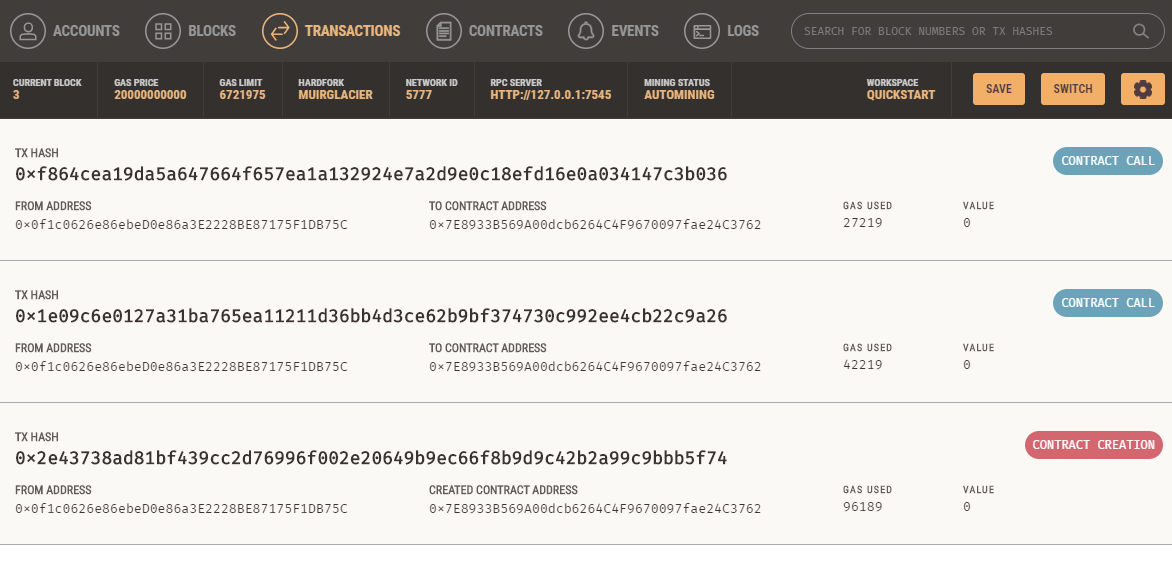 ACCOUNTS BLOCKS TRANSACTIONS CONTRACTS EVENTS LOGS SEARCH FOR BLOCK NUMBERS OR TX HASHES
CURRENT BLOCK GAS PRICE GAS LIMIT HARDFORK NETWORK ID RPC SERVER MINING STATUS WORKSPACE
3 20000000000 6721975 MUIRGLACIER 5777 HTTP://127.0.0.1:7545 AUTOMINING QUICKSTART SAVE SWITCH
TX HASH
0×f864cea19da5a647664f657ea1a132924e7a2d9e0c18efd16e0a034147c3b036 CONTRACT CALL
FROM ADDRESS TO CONTRACT ADDRESS GAS USED VALUE
0×0f1c0626e86ebeD0e86a3E2228BE87175F1DB75C 0×7E8933B569A00dcb6264C4F9670097fae24C3762 27219 0
TX HASH
0×1e09c6e0127a31ba765ea11211d36bb4d3ce62b9bf374730c992ee4cb22c9a26 CONTRACT CALL
FROM ADDRESS TO CONTRACT ADDRESS GAS USED VALUE
0×0f1c0626e86ebeD0e86a3E2228BE87175F1DB75C 0×7E8933B569A00dcb6264C4F9670097fae24C3762 42219 0
TX HASH
0×2e43738ad81bf439cc2d76996f002e20649b9ec66f8b9d9c42b2a99c9bbb5f74 CONTRACT CREATION
FROM ADDRESS CREATED CONTRACT ADDRESS GAS USED VALUE
0×0f1c0626e86ebeD0e86a3E2228BE87175F1DB75C 0×7E8933B569A00dcb6264C4F9670097fae24C3762 96189 0